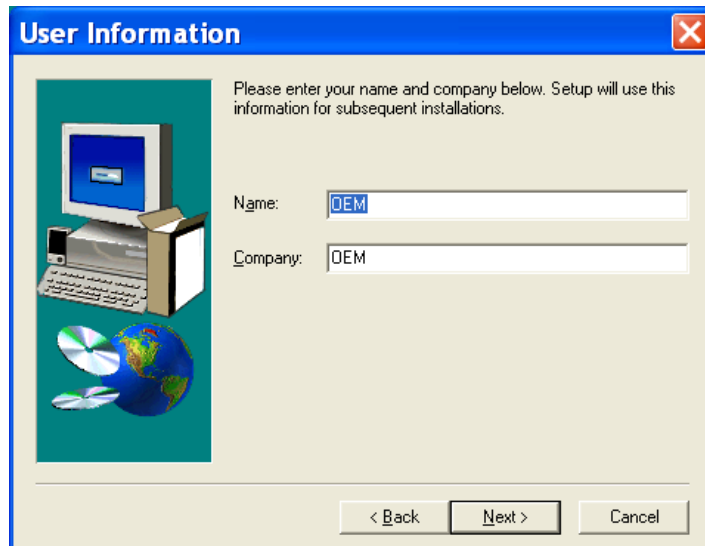 User Information
Please enter your name and company below. Setup will use this
information for subsequent installations.
Name: OEM
Company: OEM
< Back Next > Cancel